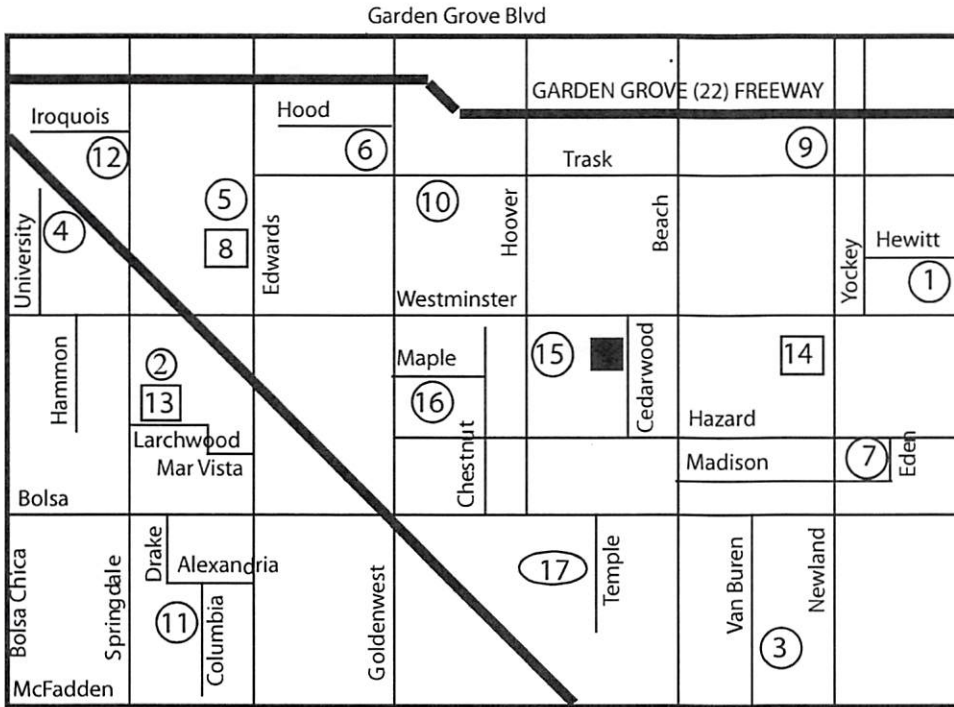 Garden Grove Blvd
GARDEN GROVE (22) FREEWAY
Iroquois
Hood
12
6
9
Trask
5
10
4
8
University
Edwards
Hoover
Beach
Yockey
Hewitt
1
Westminster
Hammon
2
13
Maple
15
Cedarwood
14
16
Chestnut
Hazard
Larchwood
Mar Vista
Madison
7
Eden
Bolsa
Bolsa Chica
Springdale
Drake
Alexandria
11
Columbia
Goldenwest
17
Temple
Van Buren
Newland
3
McFadden